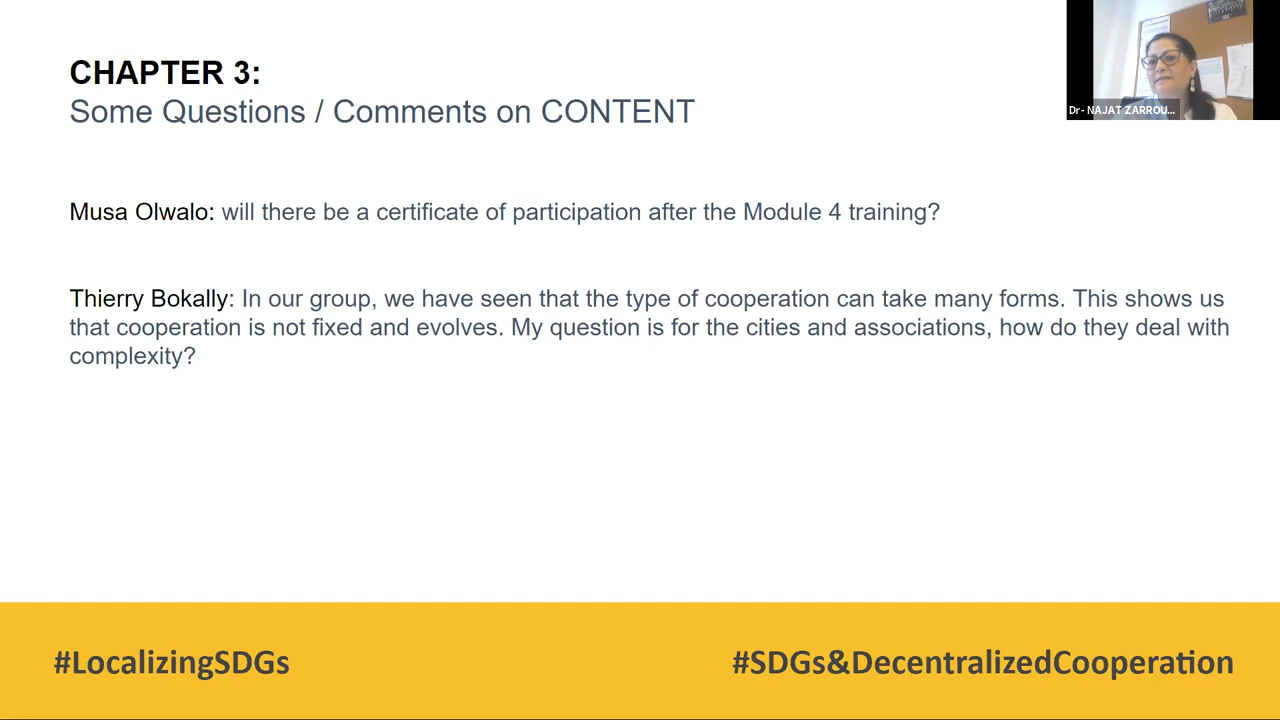 CHAPTER 3:
Some Questions / Comments on CONTENT
Dr- NAJAT ZARROU...
Musa Olwalo: will there be a certificate of participation after the Module 4 training?
Thierry Bokally: In our group, we have seen that the type of cooperation can take many forms. This shows us
that cooperation is not fixed and evolves. My question is for the cities and associations, how do they deal with
complexity?
#LocalizingSDGs
#SDGs&DecentralizedCooperation